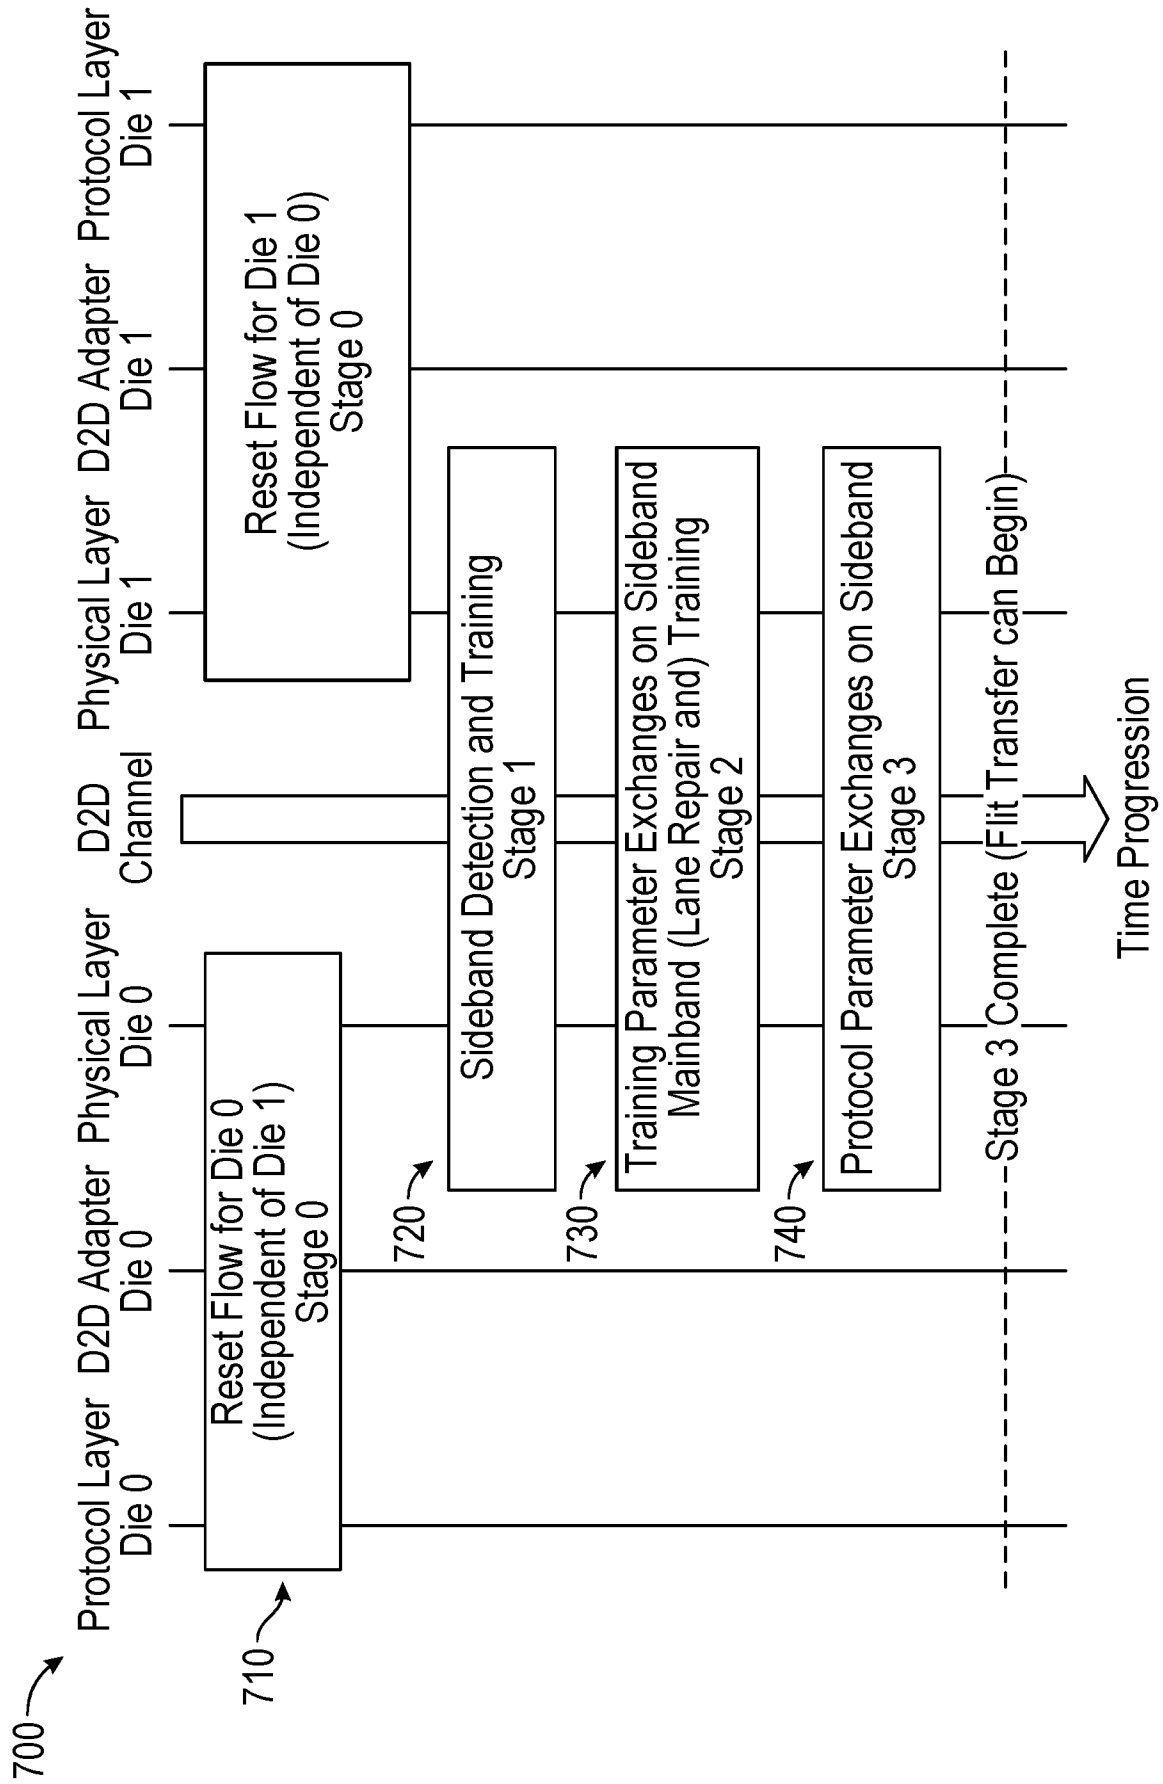 700
Protocol Layer
Die 0
D2D Adapter
Die 0
Physical Layer
Die 0
D2D
Channel
Physical Layer
Die 1
D2D Adapter
Die 1
Protocol Layer
Die 1
710
Reset Flow for Die 0
(Independent of Die 1)
Stage 0
Reset Flow for Die 1
(Independent of Die 0)
Stage 0
720
Sideband Detection and Training
Stage 1
730
Training Parameter Exchanges on Sideband
Mainband (Lane Repair and) Training
Stage 2
740
Protocol Parameter Exchanges on Sideband
Stage 3
Stage 3 Complete (Flit Transfer can Begin)
Time Progression